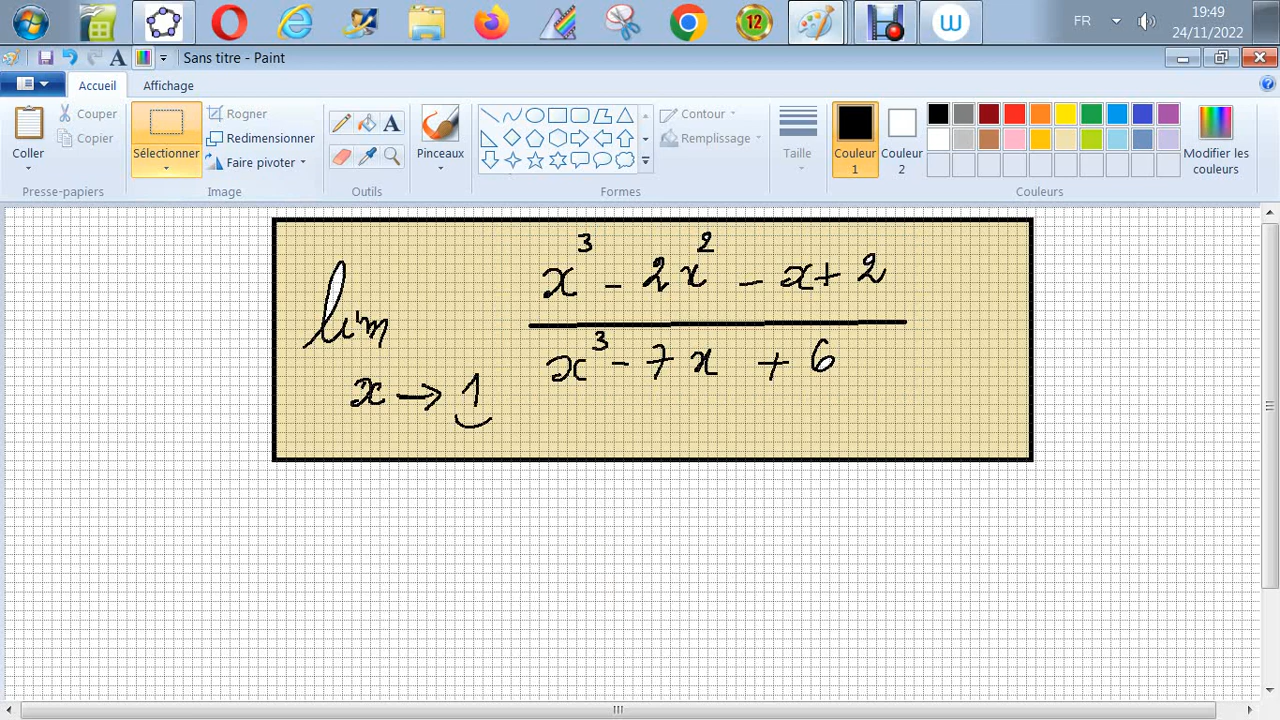 12
FR
19:49
24/11/2022
Sans titre - Paint
Accueil Affichage
Coller
Couper
Copier
Presse-papiers
Sélectionner
Rogner
Redimensionner
Faire pivoter
Image
A
Outils
Pinceaux
Contour
Remplissage
Formes
Taille
Couleur 1
Couleur 2
Modifier les couleurs
Couleurs
lim x³ - 2x² - x + 2
x³ - 7x + 6
x → 1